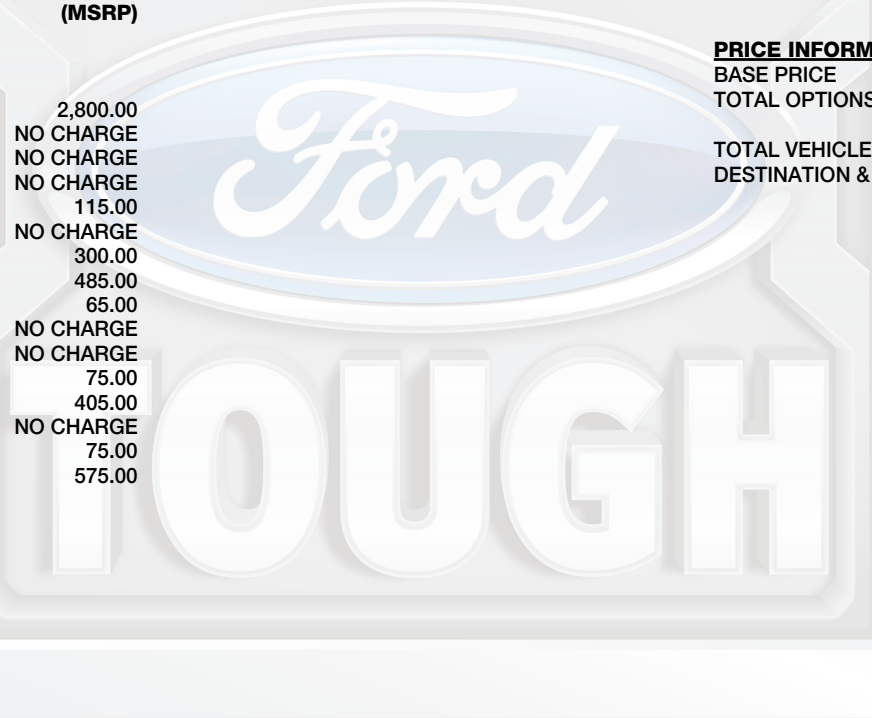 (MSRP)
2,800.00
NO CHARGE
NO CHARGE
NO CHARGE
115.00
NO CHARGE
300.00
485.00
65.00
NO CHARGE
NO CHARGE
75.00
405.00
NO CHARGE
75.00
575.00
PRICE INFORM
BASE PRICE
TOTAL OPTIONS
TOTAL VEHICLE
DESTINATION &
Ford
TOUGH